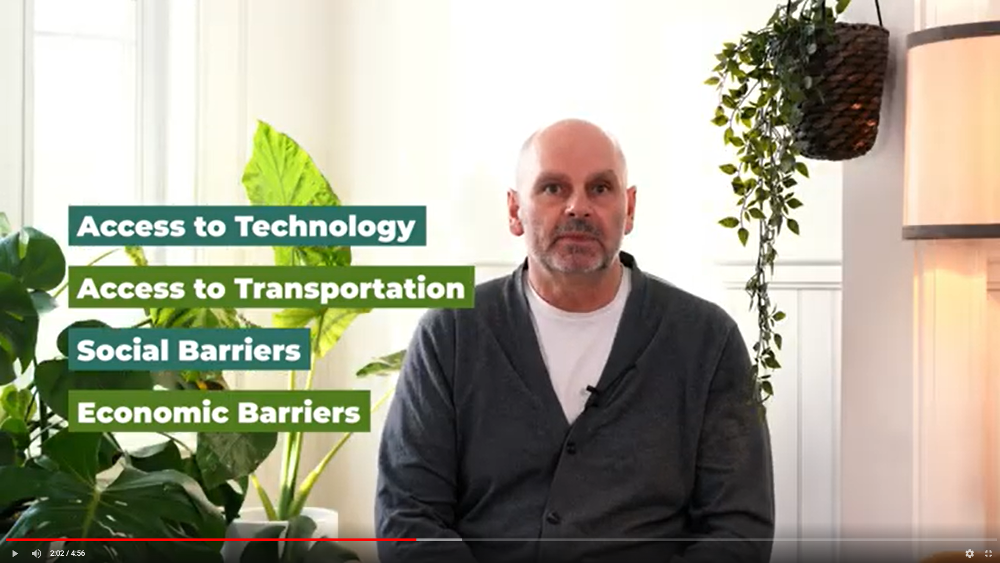 Access to Technology
Access to Transportation
Social Barriers
Economic Barriers
2:02 / 4:56